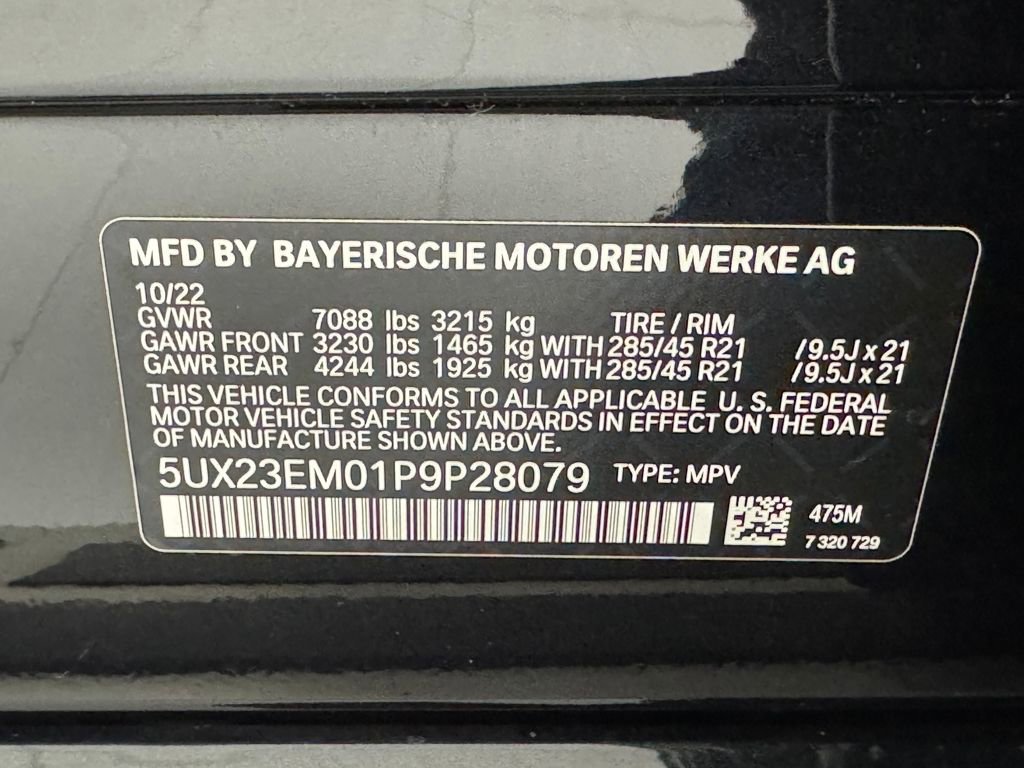 MFD BY BAYERISCHE MOTOREN WERKE AG
10/22
GVWR 7088 lbs 3215 kg TIRE / RIM
GAWR FRONT 3230 lbs 1465 kg WITH 285/45 R21 /9.5J x 21
GAWR REAR 4244 lbs 1925 kg WITH 285/45 R21 /9.5J x 21
THIS VEHICLE CONFORMS TO ALL APPLICABLE U. S. FEDERAL
MOTOR VEHICLE SAFETY STANDARDS IN EFFECT ON THE DATE
OF MANUFACTURE SHOWN ABOVE.
5UX23EM01P9P28079 TYPE: MPV
475M
7 320 729